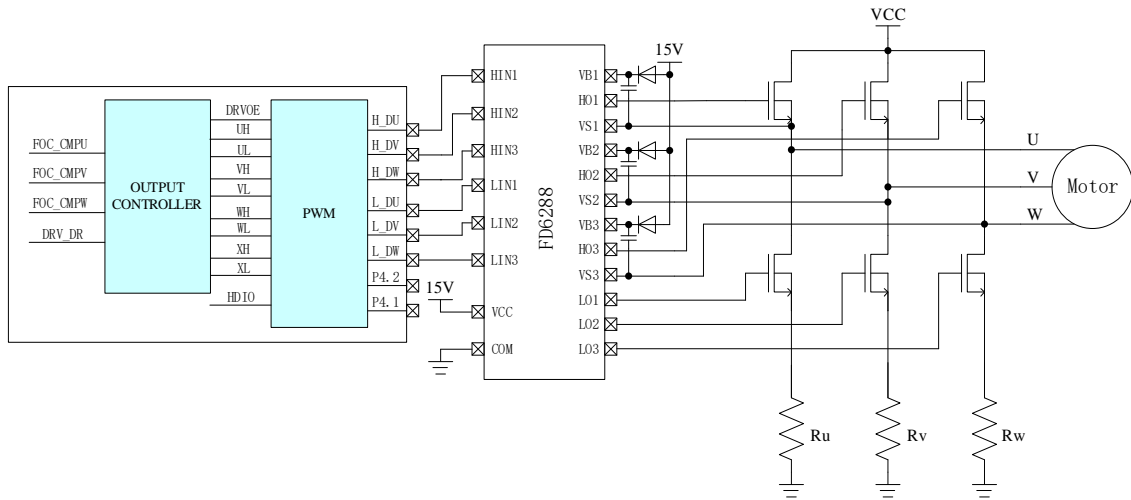 FOC_CMPU
FOC_CMPV
FOC_CMPW
DRV_DR
OUTPUT
CONTROLLER
DRVOE
UH
UL
VH
VL
WH
WL
XH
XL
HDIO
PWM
H_DU
H_DV
H_DW
L_DU
L_DV
L_DW
P4.2
P4.1
15V
HIN1
HIN2
HIN3
LIN1
LIN2
LIN3
VCC
COM
FD6288
VB1
HO1
VS1
VB2
HO2
VS2
VB3
HO3
VS3
LO1
LO2
LO3
15V
VCC
U
V
W
Motor
Ru
Rv
Rw